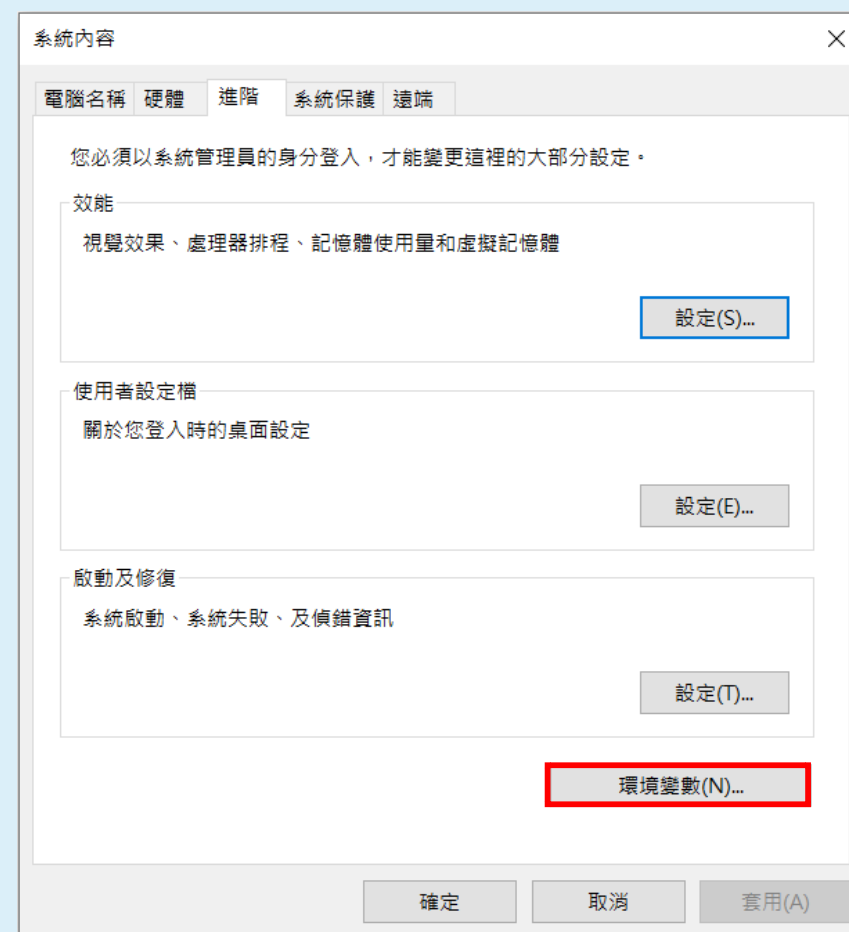 系統內容
電腦名稱 硬體 進階 系統保護 遠端
您必須以系統管理員的身分登入，才能變更這裡的大部分設定。
效能
視覺效果、處理器排程、記憶體使用量和虛擬記憶體
設定(S)...
使用者設定檔
關於您登入時的桌面設定
設定(E)...
啟動及修復
系統啟動、系統失敗、及偵錯資訊
設定(T)...
環境變數(N)...
確定 取消 套用(A)